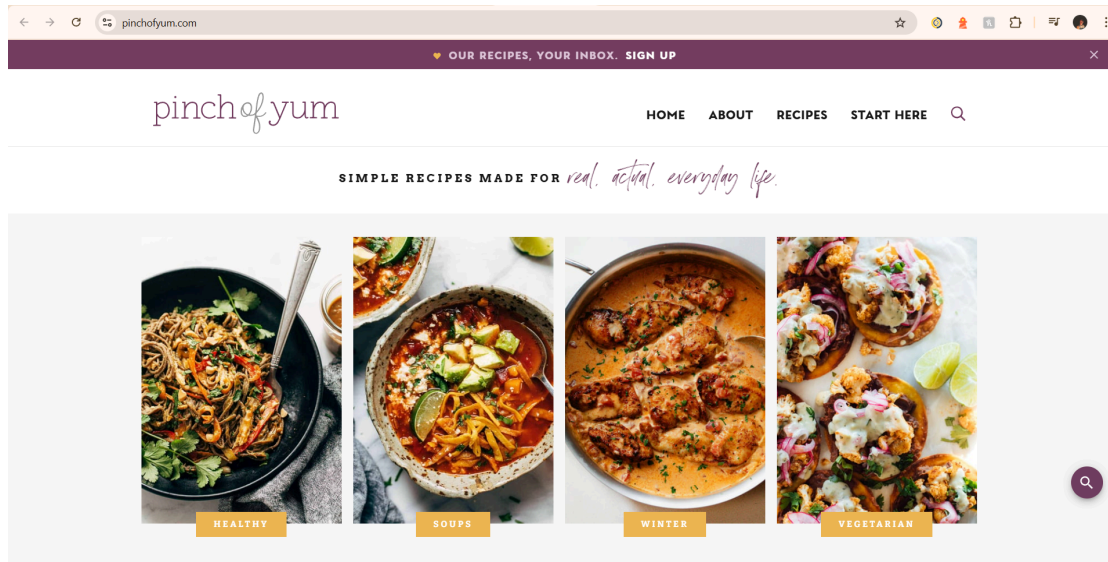 pinchofyum.com
OUR RECIPES, YOUR INBOX. SIGN UP
pinch of yum
HOME ABOUT RECIPES START HERE
SIMPLE RECIPES MADE FOR real. actual. everyday life.
HEALTHY SOUPS WINTER VEGETARIAN